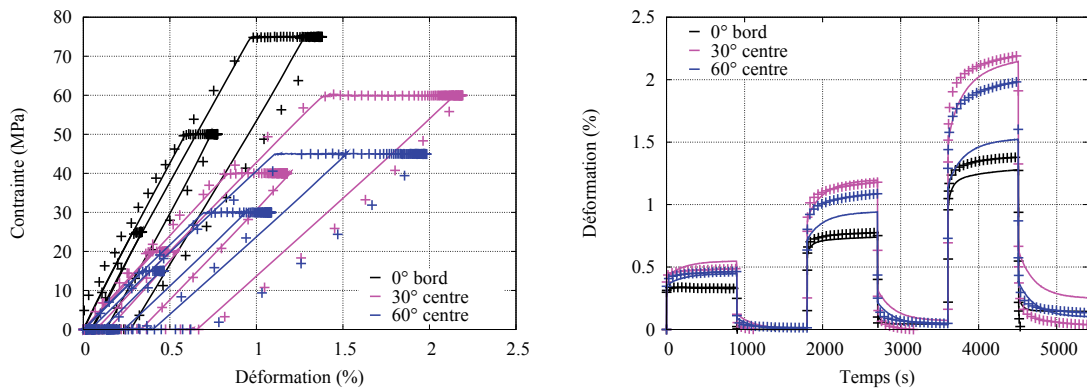 80
70
60
50
40
30
20
10
0
Contrainte (MPa)
0° bord
30° centre
60° centre
0 0.5 1 1.5 2 2.5
Déformation (%)
2.5
2
1.5
1
0.5
0
Déformation (%)
0° bord
30° centre
60° centre
0 1000 2000 3000 4000 5000
Temps (s)